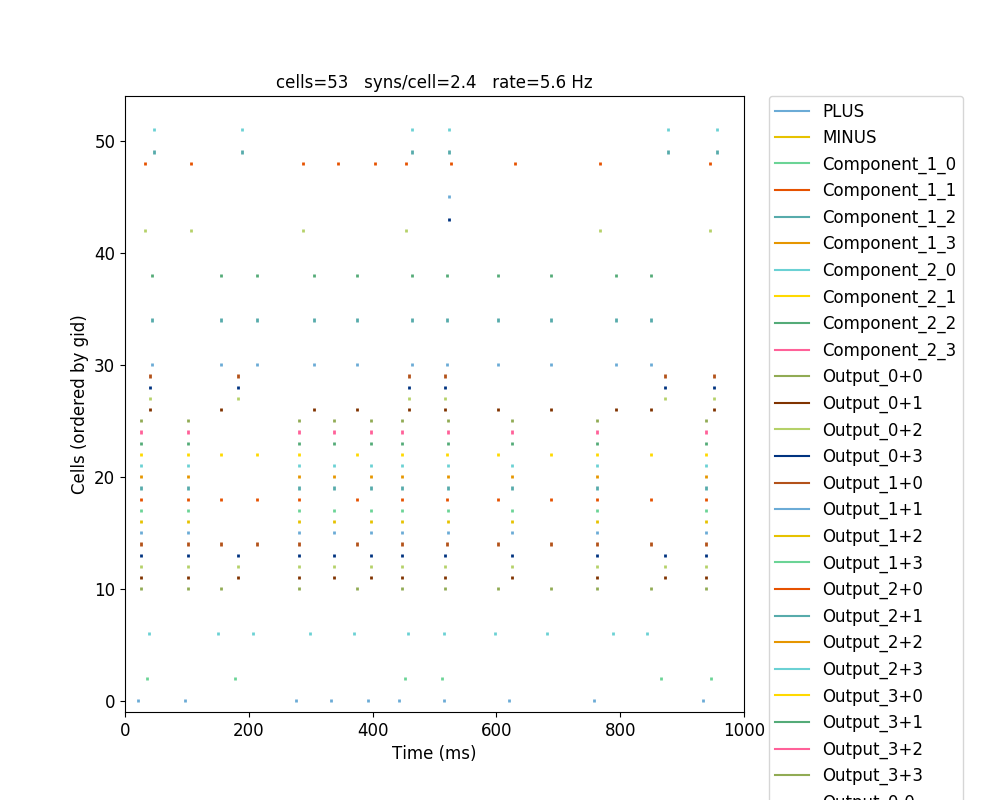 cells=53   syns/cell=2.4   rate=5.6 Hz
Cells (ordered by gid)
50
40
30
20
10
0
0 200 400 600 800 1000
Time (ms)
PLUS
MINUS
Component_1_0
Component_1_1
Component_1_2
Component_1_3
Component_2_0
Component_2_1
Component_2_2
Component_2_3
Output_0+0
Output_0+1
Output_0+2
Output_0+3
Output_1+0
Output_1+1
Output_1+2
Output_1+3
Output_2+0
Output_2+1
Output_2+2
Output_2+3
Output_3+0
Output_3+1
Output_3+2
Output_3+3